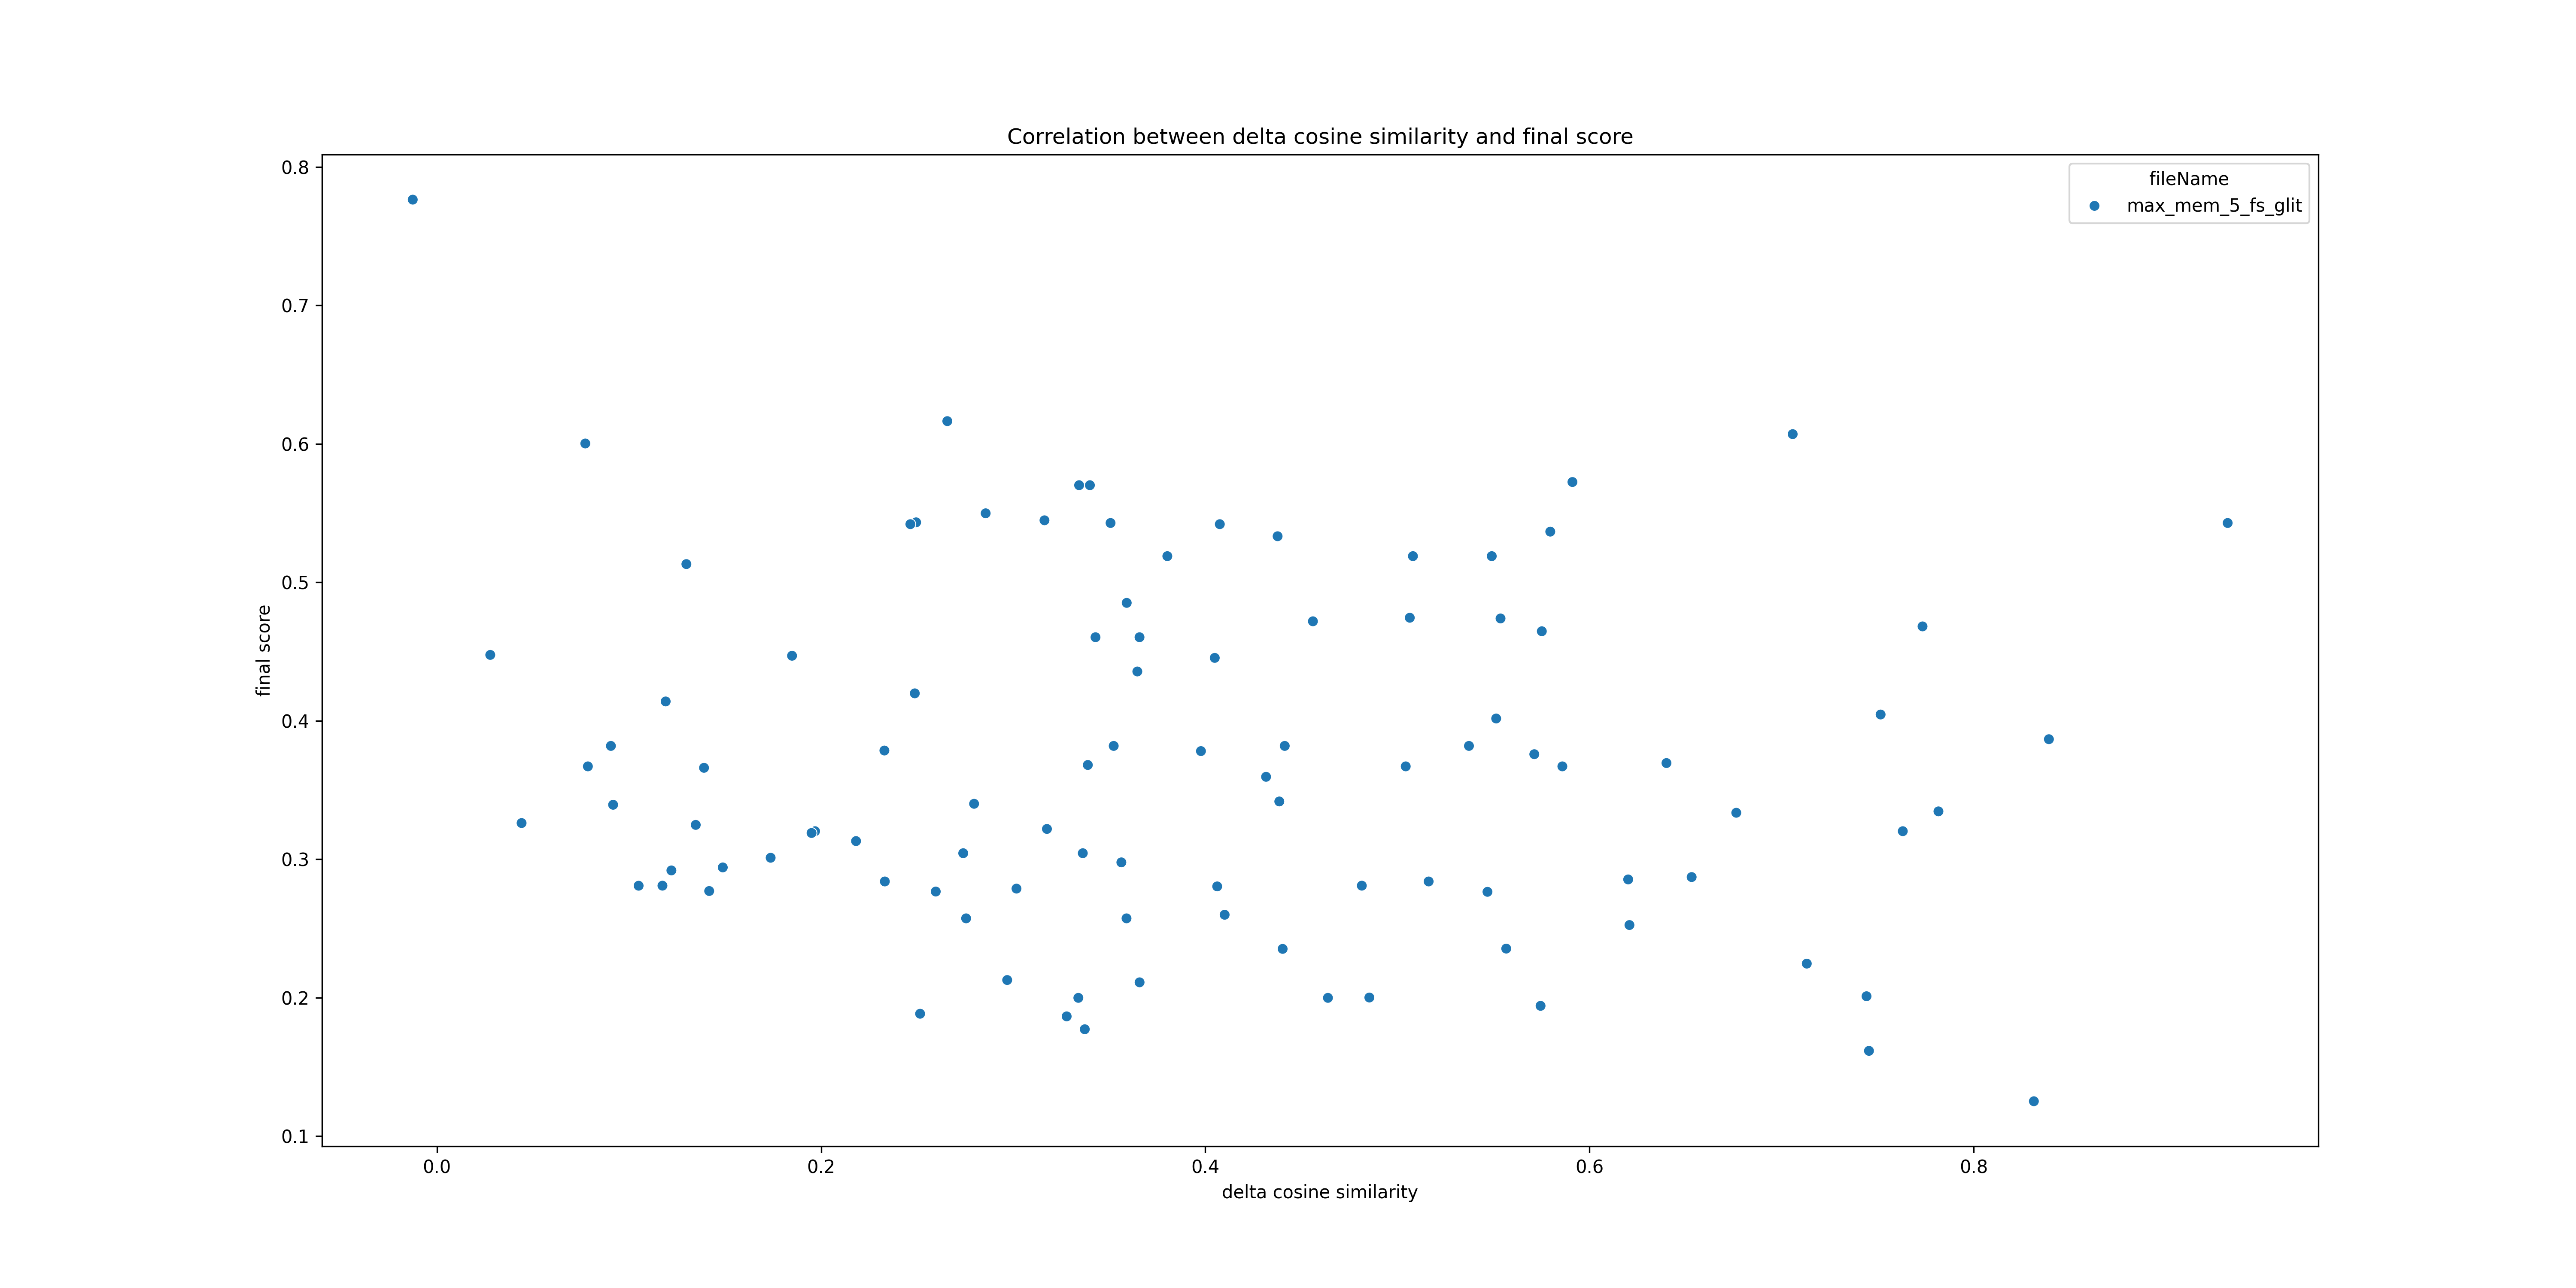 Correlation between delta cosine similarity and final score
fileName
max_mem_5_fs_glit
0.8
0.7
0.6
0.5
0.4
0.3
0.2
0.1
final score
0.0
0.2
0.4
0.6
0.8
delta cosine similarity